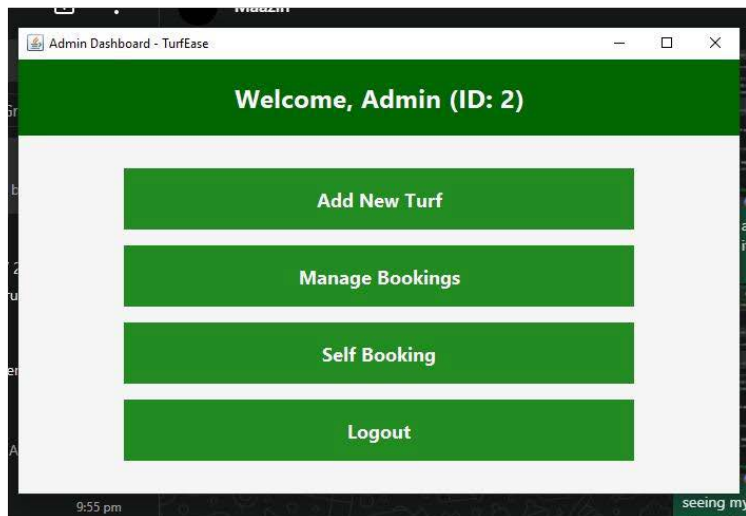 Maazin
Admin Dashboard - TurfEase
Welcome, Admin (ID: 2)
Add New Turf
Manage Bookings
Self Booking
Logout
9:55 pm
seeing my